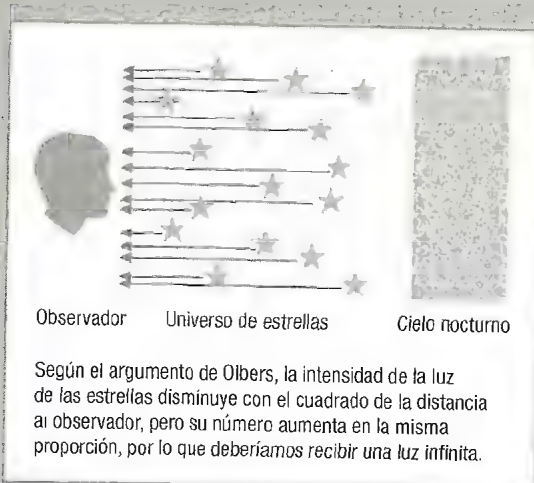 Observador Universo de estrellas Cielo nocturno
Según el argumento de Olbers, la intensidad de la luz
de las estrellas disminuye con el cuadrado de la distancia
al observador, pero su número aumenta en la misma
proporción, por lo que deberíamos recibir una luz infinita.